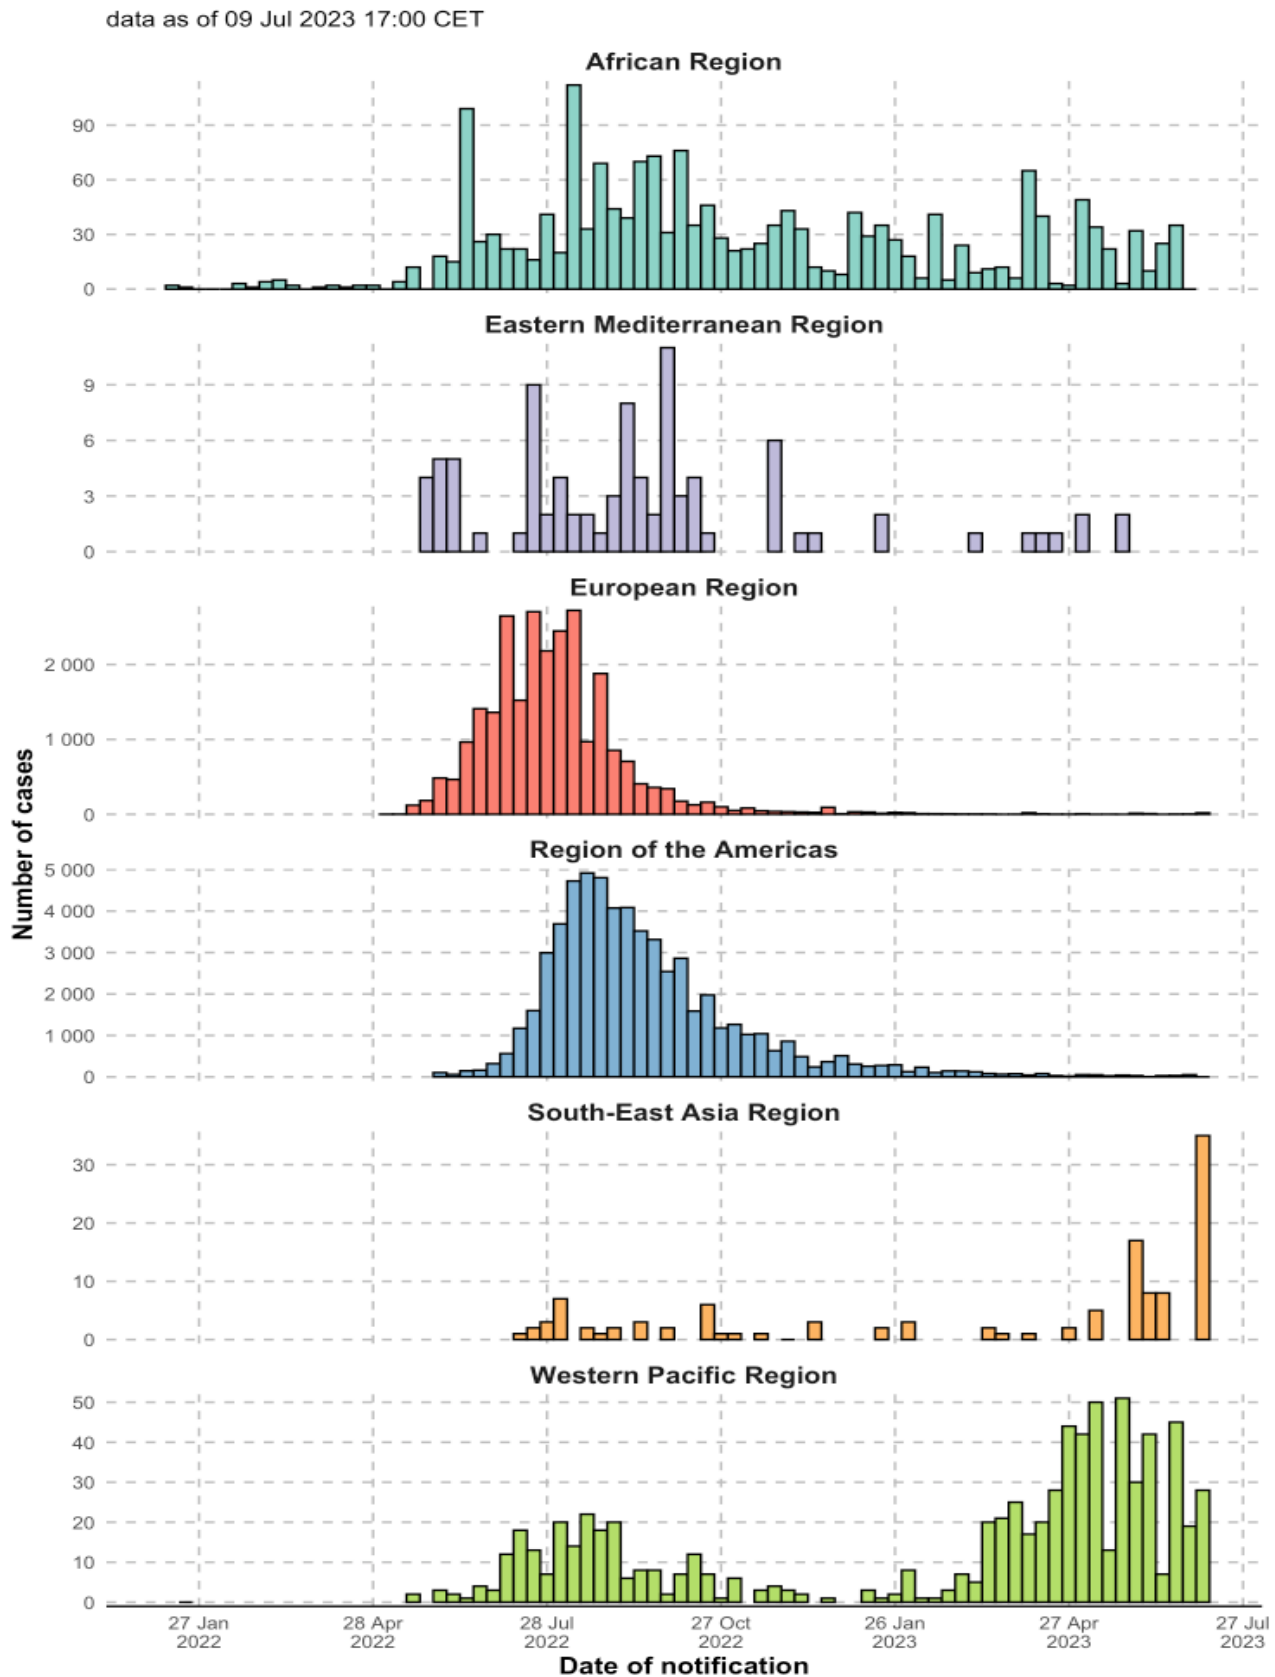 data as of 09 Jul 2023 17:00 CET
African Region
90
60
30
0
Eastern Mediterranean Region
9
6
3
0
European Region
2 000
1 000
0
Region of the Americas
5 000
4 000
3 000
2 000
1 000
0
South-East Asia Region
30
20
10
0
Western Pacific Region
50
40
30
20
10
0
Number of cases
27 Jan 28 Apr 28 Jul 27 Oct 26 Jan 27 Apr 27 Jul
2022 2022 2022 2022 2023 2023 2023
Date of notification